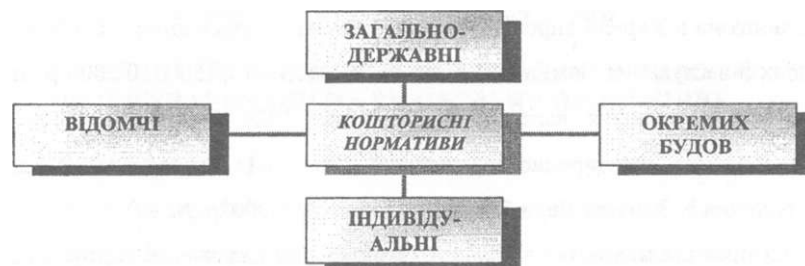 ЗАГАЛЬНО-
ДЕРЖАВНІ
ВІДОМЧІ
КОШТОРИСНІ
НОРМАТИВИ
ОКРЕМИХ
БУДОВ
ІНДИВІДУ-
АЛЬНІ